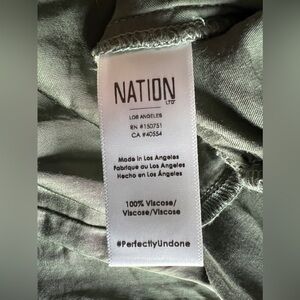 NATION
LTD
LOS ANGELES
RN #150751
CA #40554
Made in Los Angeles
Fabriqué au Los Angeles
Hecho en Los Ángeles
100% Viscose/
Viscose/Viscose
#PerfectlyUndone